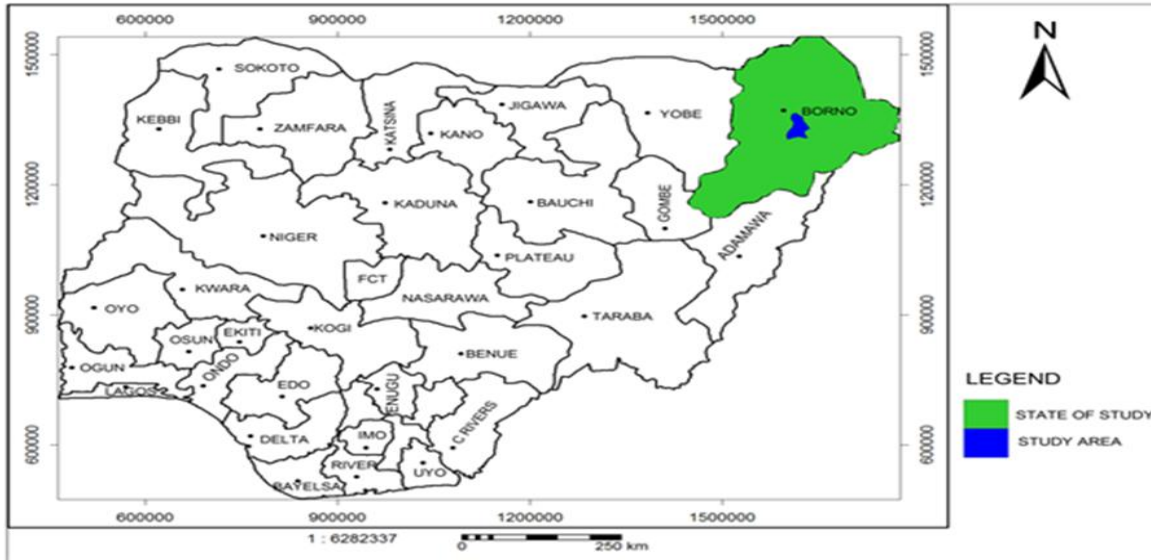 600000 900000 1200000 1500000
N
1500000 1500000
SOKOTO
KEBBI ZAMFARA KATSINA KANO JIGAWA YOBE BORNO
1200000 1200000
KADUNA BAUCHI GOMBE
NIGER PLATEAU ADAMAWA
FCT
KWARA NASARAWA
900000 900000
OYO OSUN EKITI KOGI TARABA
OGUN ONDO BENUE
LAGOS EDO ENUGU
LEGEND
STATE OF STUDY
STUDY AREA
DELTA IMO C RIVERS
600000 600000
RIVER UYO
BAYELSA
600000 900000 1200000 1500000
1 : 6282337 0 250 km